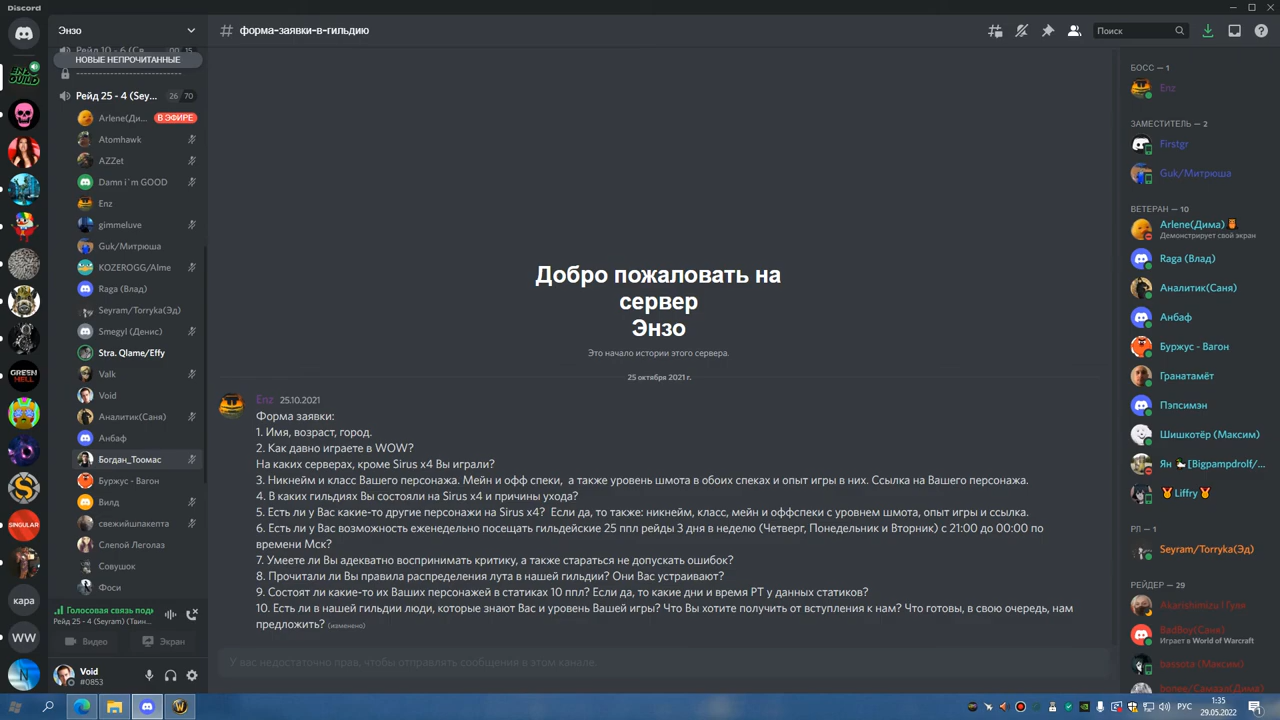 Discord
Энзо
НОВЫЕ НЕПРОЧИТАННЫЕ
Рейд 25 - 4 (Sey... 26 70
Arlene(Ди... В ЭФИРЕ
Atomhawk
AZZet
Damn i`m GOOD
Enz
gimmeluve
Guk/Митрюша
KOZEROGG/Alme
Raga (Влад)
Seyram/Torryka(Эд)
Smegyl (Денис)
Stra. Qlame/Effy
Valk
Void
Аналитик(Саня)
Анбаф
Богдан_Тоомас
Буржус - Вагон
Вилд
свежийшпакепта
Слепой Леголаз
Совушок
Фоси
Голосовая связь подк
Рейд 25 - 4 (Seyram) (Твин...
Видео Экран
Void
#0853
GREEN HELL
SINGULAR
кара
WW
N
форма-заявки-в-гильдию
Поиск
Добро пожаловать на
сервер
Энзо
Это начало истории этого сервера.
25 октября 2021 г.
Enz 25.10.2021
Форма заявки:
1. Имя, возраст, город.
2. Как давно играете в WOW?
На каких серверах, кроме Sirus x4 Вы играли?
3. Никнейм и класс Вашего персонажа. Мейн и офф спеки, а также уровень шмота в обоих спеках и опыт игры в них. Ссылка на Вашего персонажа.
4. В каких гильдиях Вы состояли на Sirus x4 и причины ухода?
5. Есть ли у Вас какие-то другие персонажи на Sirus x4? Если да, то также: никнейм, класс, мейн и оффспеки с уровнем шмота, опыт игры и ссылка.
6. Есть ли у Вас возможность еженедельно посещать гильдейские 25 ппл рейды 3 дня в неделю (Четверг, Понедельник и Вторник) с 21:00 до 00:00 по
времени Мск?
7. Умеете ли Вы адекватно воспринимать критику, а также стараться не допускать ошибок?
8. Прочитали ли Вы правила распределения лута в нашей гильдии? Они Вас устраивают?
9. Состоят ли какие-то их Ваших персонажей в статиках 10 ппл? Если да, то какие дни и время РТ у данных статиков?
10. Есть ли в нашей гильдии люди, которые знают Вас и уровень Вашей игры? Что Вы хотите получить от вступления к нам? Что готовы, в свою очередь, нам
предложить? (изменено)
У вас недостаточно прав, чтобы отправлять сообщения в этом канале.
БОСС — 1
Enz
ЗАМЕСТИТЕЛЬ — 2
Firstgr
Guk/Митрюша
ВЕТЕРАН — 10
Arlene(Дима)
Демонстрирует свой экран
Raga (Влад)
Аналитик(Саня)
Анбаф
Буржус - Вагон
Гранатамёт
Пэпсимэн
Шишкотёр (Максим)
Ян [Bigpampdrolf/...
Liffry
РЛ — 1
Seyram/Torryka(Эд)
РЕЙДЕР — 29
Akarishimizu | Гуля
BadBoy(Саня)
Играет в World of Warcraft
bassota (Максим)
РУС
1:35
29.05.2022